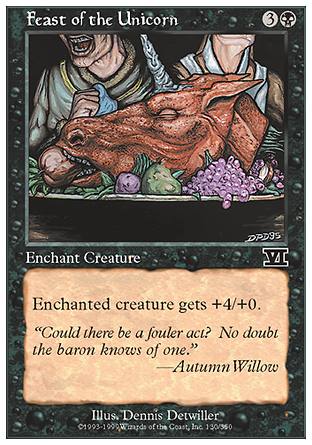 Feast of the Unicorn 3
DPD95
Enchant Creature VI
Enchanted creature gets +4/+0.
"Could there be a fouler act? No doubt
the baron knows of one."
—Autumn Willow
Illus. Dennis Detwiller
©1993-1999 Wizards of the Coast, Inc. 130/350